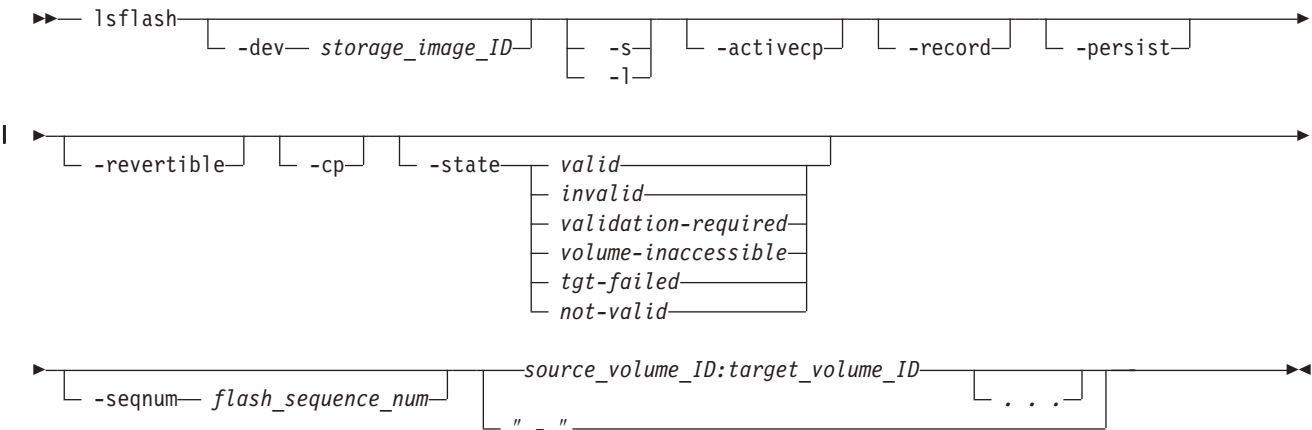 lsflash -dev storage_image_ID -s -activecp -record -persist
-l
-revertible -cp -state valid
invalid
validation-required
volume-inaccessible
tgt-failed
not-valid
source_volume_ID:target_volume_ID
-seqnum flash_sequence_num . . .
" - "